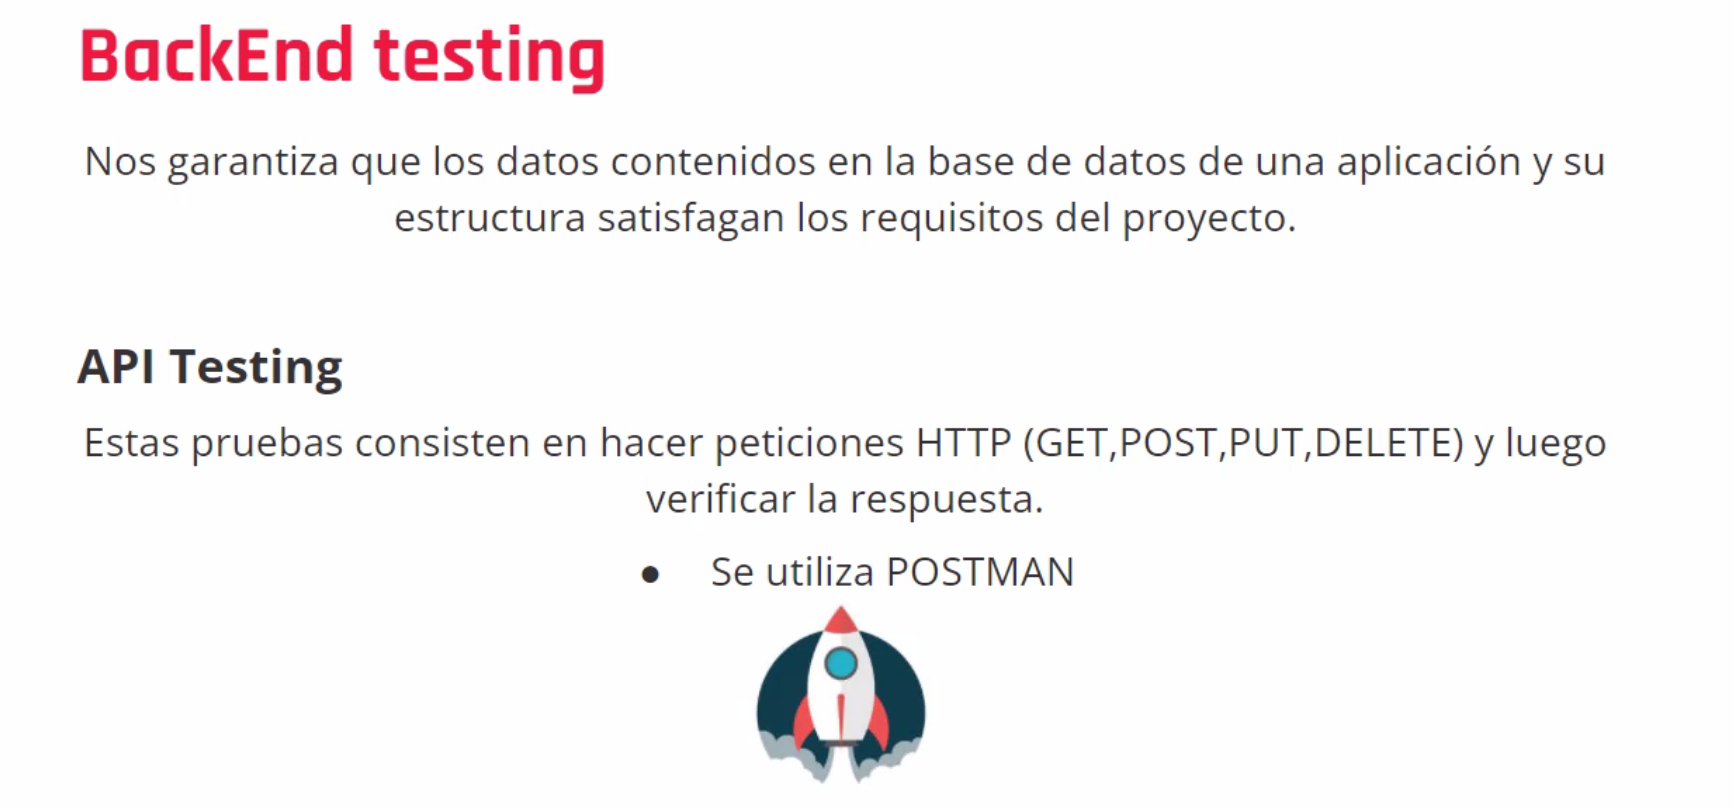 BackEnd testing
Nos garantiza que los datos contenidos en la base de datos de una aplicación y su
estructura satisfagan los requisitos del proyecto.
API Testing
Estas pruebas consisten en hacer peticiones HTTP (GET,POST,PUT,DELETE) y luego
verificar la respuesta.
● Se utiliza POSTMAN